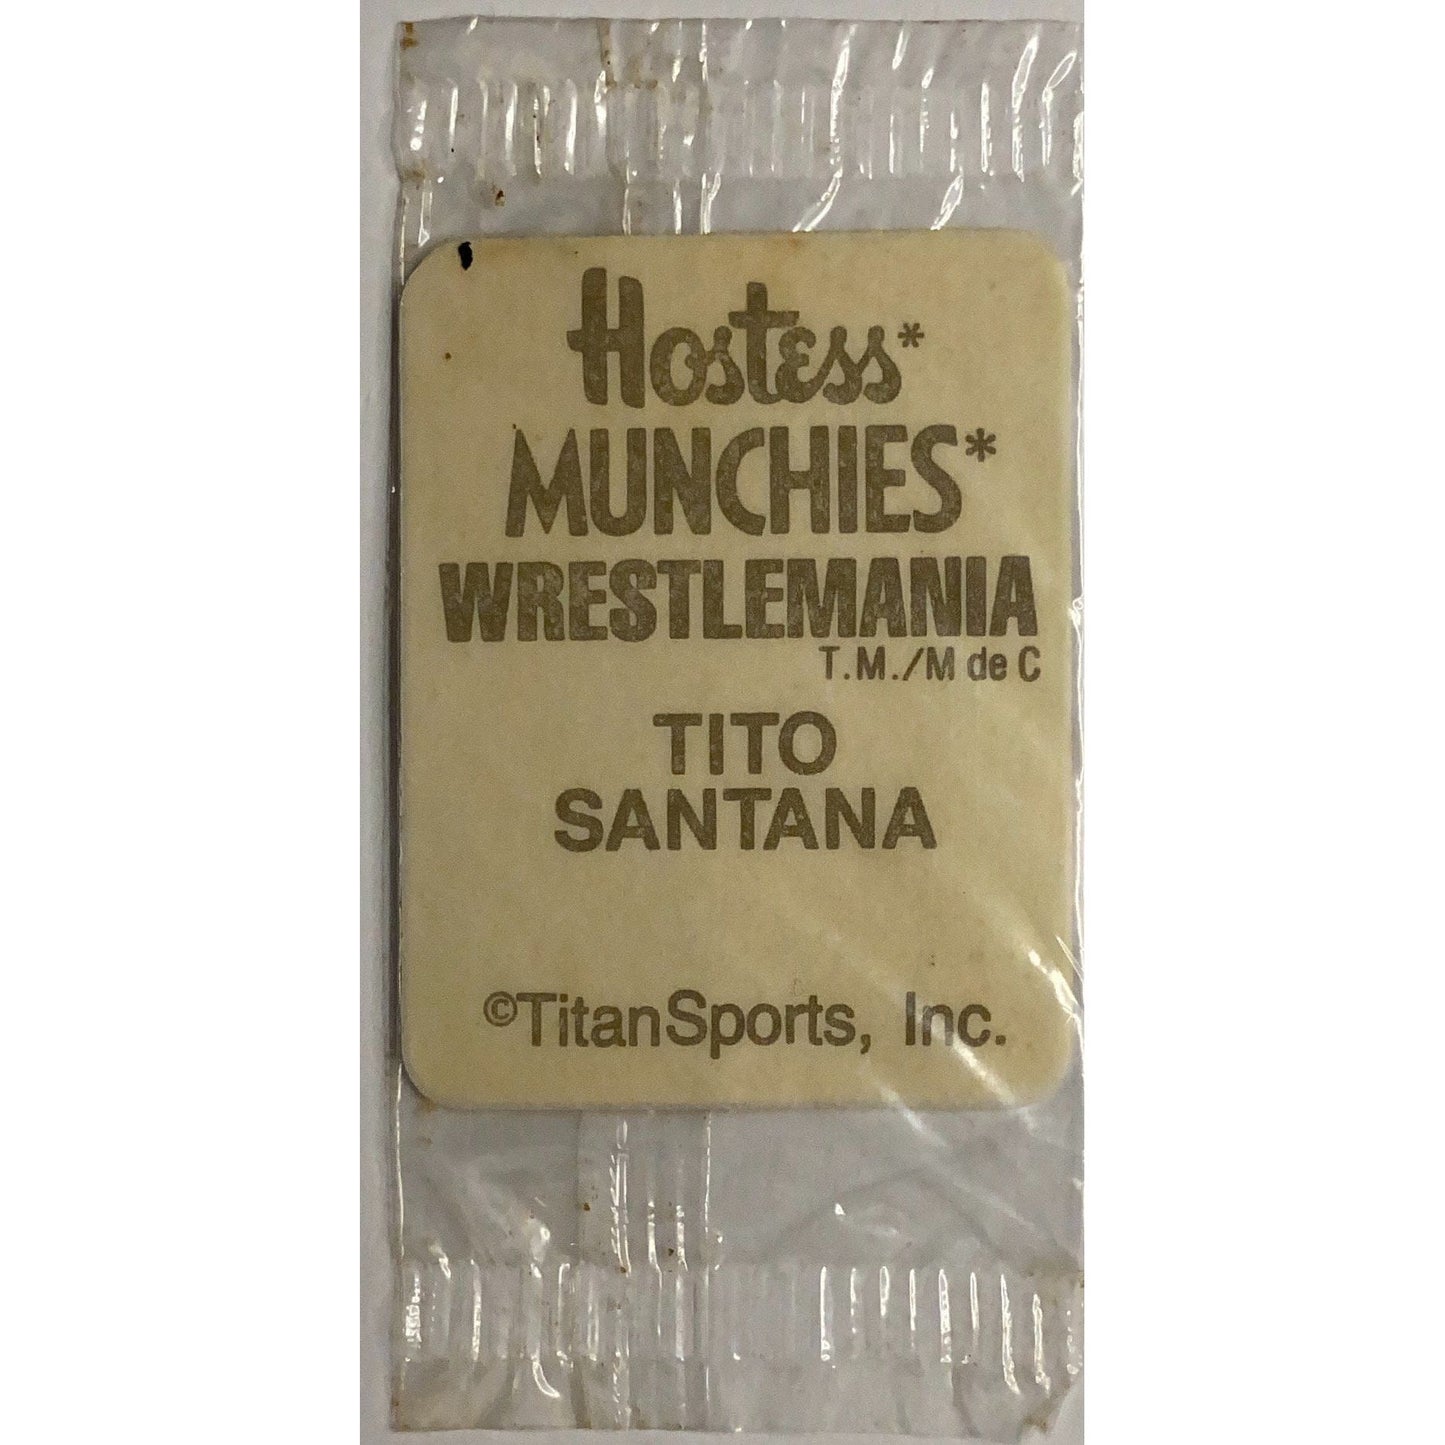 Hostess*
MUNCHIES*
WRESTLEMANIA
T.M./M de C
TITO
SANTANA
©TitanSports, Inc.